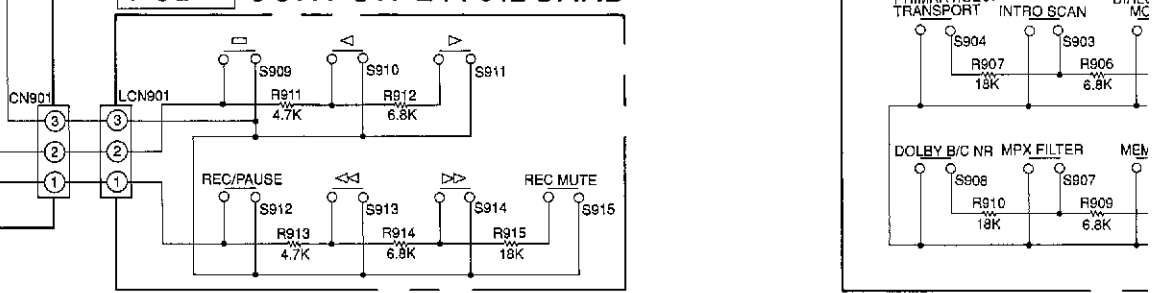 TRANSPORT INTRO SCAN
S909 S910 S911
S904 S903
R911 R912
4.7K 6.8K
R907 R906
18K 6.8K
CN901 LCN901
3 3
2 2
1 1
DOLBY B/C NR MPX FILTER
REC/PAUSE REC MUTE
S912 S913 S914 S915
S908 S907
R913 R914 R915
4.7K 6.8K 18K
R910 R909
18K 6.8K